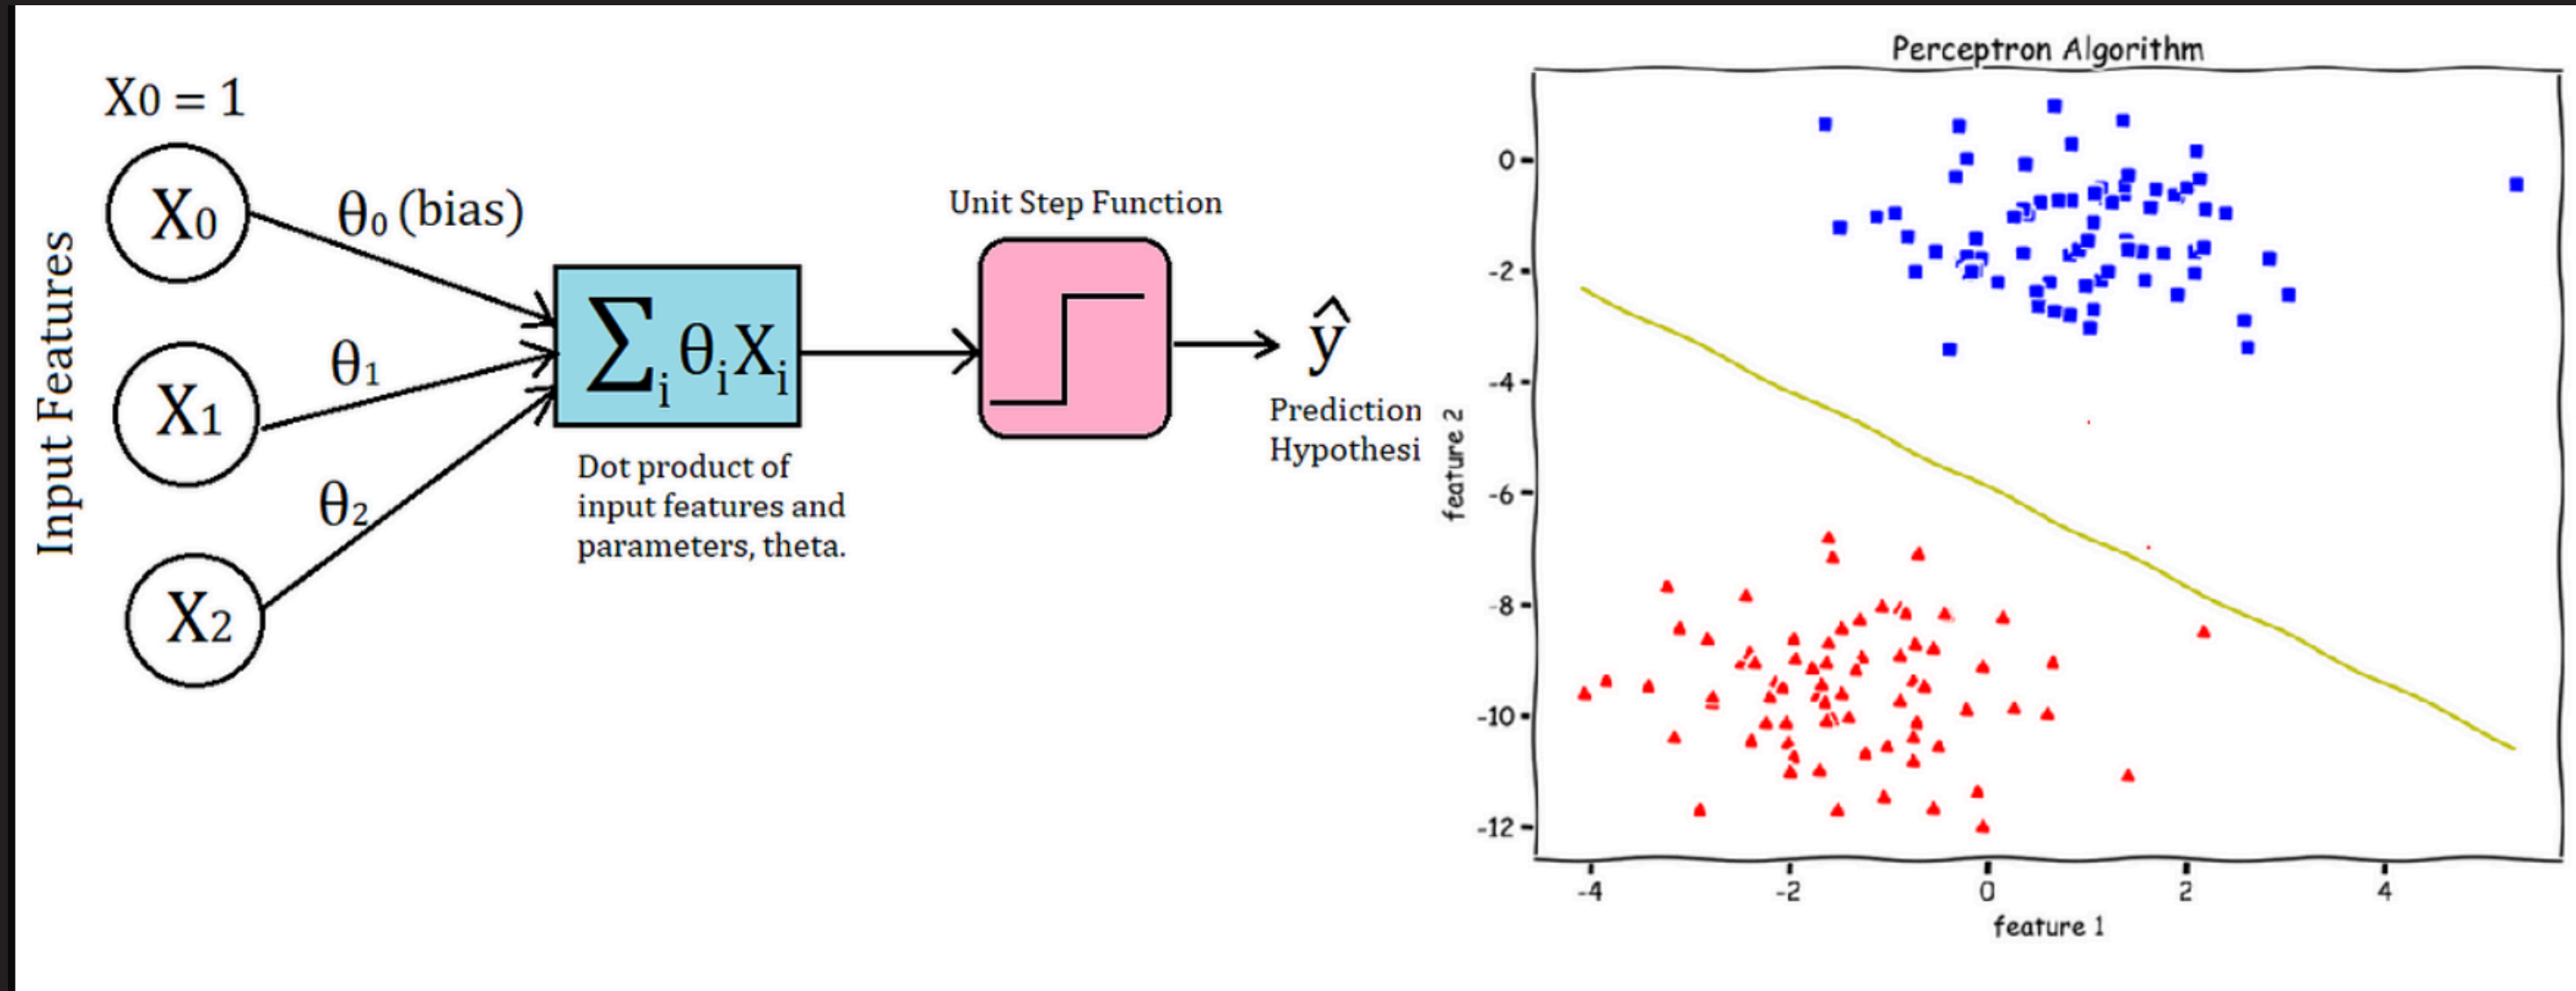 X0 = 1
X0
X1
X2
Input Features
θ0 (bias)
θ1
θ2
∑i θiXi
Dot product of
input features and
parameters, theta.
Unit Step Function
ŷ
Prediction
Hypothesi
Perceptron Algorithm
feature 2
0
-2
-4
-6
-8
-10
-12
-4 -2 0 2 4
feature 1